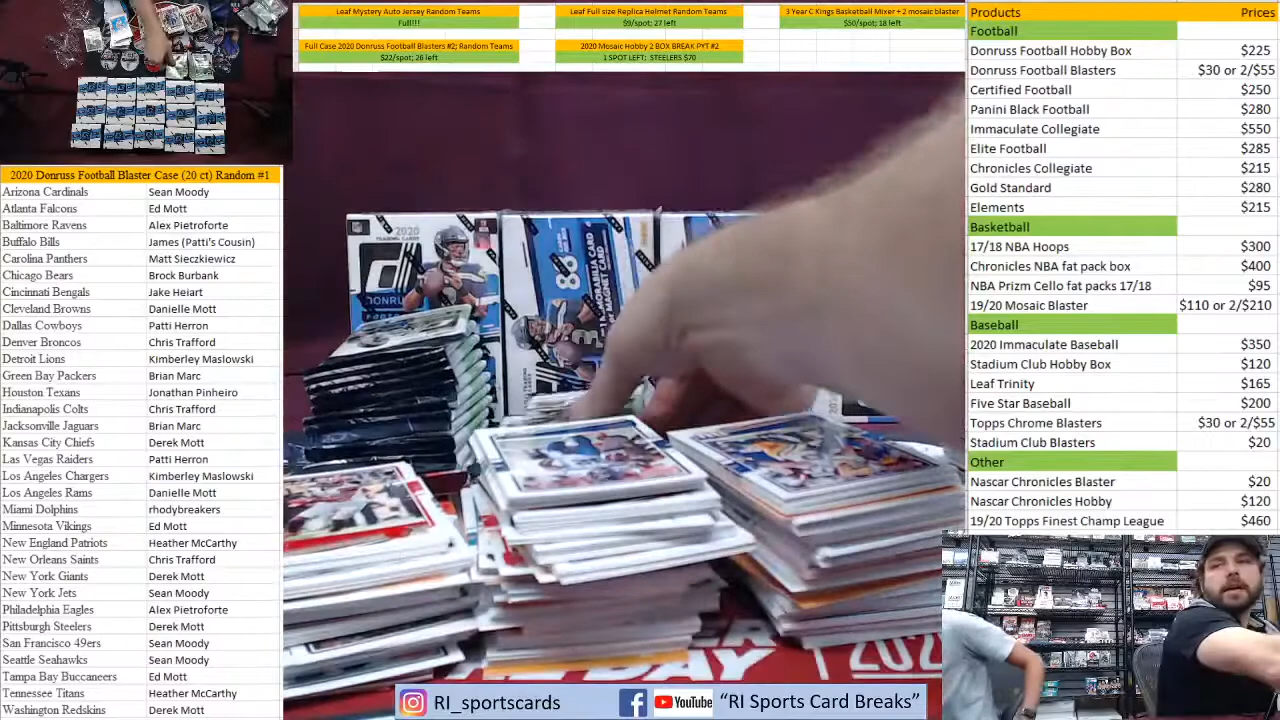 Leaf Mystery Auto Jersey Random Teams
Full!!!
Leaf Full size Replica Helmet Random Teams
$9/spot; 27 left
3 Year C Kings Basketball Mixer + 2 mosaic blaster
$50/spot; 18 left
Full Case 2020 Donruss Football Blasters #2; Random Teams
$22/spot; 26 left
2020 Mosaic Hobby 2 BOX BREAK PYT #2
1 SPOT LEFT; STEELERS $70
2020 Donruss Football Blaster Case (20 ct) Random #1
Arizona Cardinals Sean Moody
Atlanta Falcons Ed Mott
Baltimore Ravens Alex Pietroforte
Buffalo Bills James (Patti's Cousin)
Carolina Panthers Matt Sieczkiewicz
Chicago Bears Brock Burbank
Cincinnati Bengals Jake Heiart
Cleveland Browns Danielle Mott
Dallas Cowboys Patti Herron
Denver Broncos Chris Trafford
Detroit Lions Kimberley Maslowski
Green Bay Packers Brian Marc
Houston Texans Jonathan Pinheiro
Indianapolis Colts Chris Trafford
Jacksonville Jaguars Brian Marc
Kansas City Chiefs Derek Mott
Las Vegas Raiders Patti Herron
Los Angeles Chargers Kimberley Maslowski
Los Angeles Rams Danielle Mott
Miami Dolphins rhodybreakers
Minnesota Vikings Ed Mott
New England Patriots Heather McCarthy
New Orleans Saints Chris Trafford
New York Giants Derek Mott
New York Jets Sean Moody
Philadelphia Eagles Alex Pietroforte
Pittsburgh Steelers Derek Mott
San Francisco 49ers Sean Moody
Seattle Seahawks Sean Moody
Tampa Bay Buccaneers Ed Mott
Tennessee Titans Heather McCarthy
Washington Redskins Derek Mott
Products Prices
Football
Donruss Football Hobby Box $225
Donruss Football Blasters $30 or 2/$55
Certified Football $250
Panini Black Football $280
Immaculate Collegiate $550
Elite Football $285
Chronicles Collegiate $215
Gold Standard $280
Elements $215
Basketball
17/18 NBA Hoops $300
Chronicles NBA fat pack box $400
NBA Prizm Cello fat packs 17/18 $95
19/20 Mosaic Blaster $110 or 2/$210
Baseball
2020 Immaculate Baseball $350
Stadium Club Hobby Box $120
Leaf Trinity $165
Five Star Baseball $200
Topps Chrome Blasters $30 or 2/$55
Stadium Club Blasters $20
Other
Nascar Chronicles Blaster $20
Nascar Chronicles Hobby $120
19/20 Topps Finest Champ League $460
2020
RI_sportscards
YouTube
"RI Sports Card Breaks"